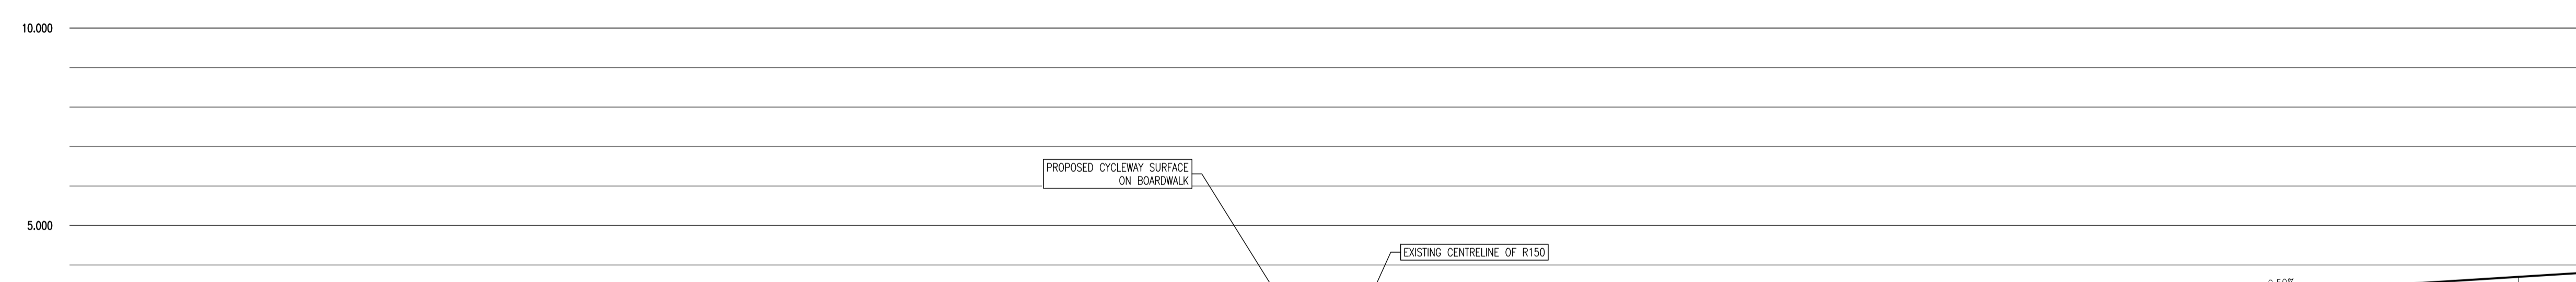 10.000
PROPOSED CYCLEWAY SURFACE
ON BOARDWALK
5.000
EXISTING CENTRELINE OF R150